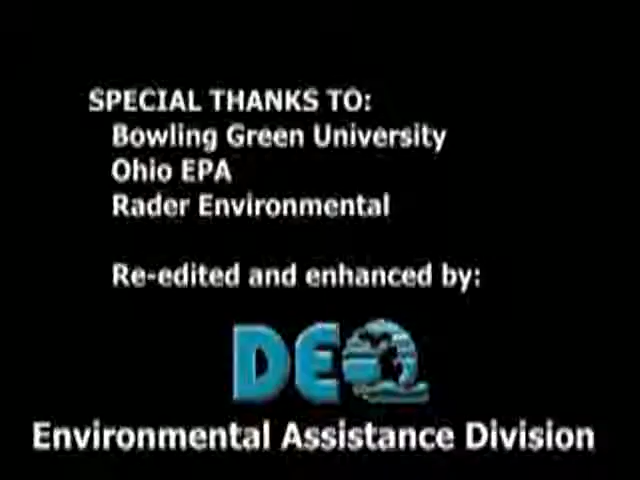 SPECIAL THANKS TO:
Bowling Green University
Ohio EPA
Rader Environmental
Re-edited and enhanced by:
DEQ
Environmental Assistance Division